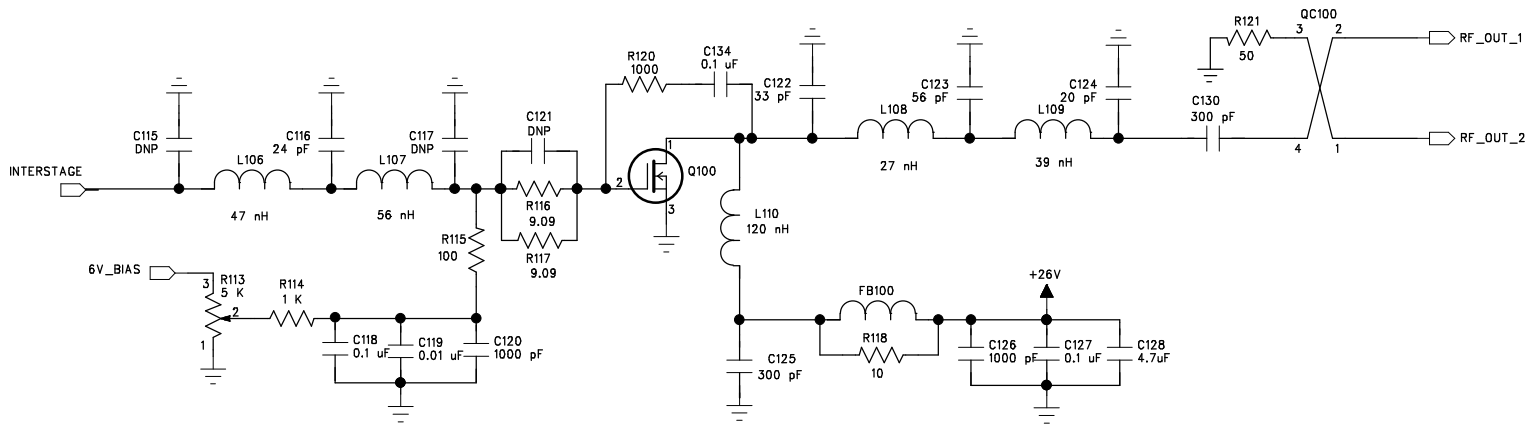 INTERSTAGE
C115
DNP
L106
47 nH
C116
24 pF
L107
56 nH
C117
DNP
C121
DNP
R116
9.09
R117
9.09
R115
100
6V_BIAS
R113
5 K
3
2
1
R114
1 K
C118
0.1 uF
C119
0.01 uF
C120
1000 pF
R120
1000
C134
0.1 uF
1
2
3
Q100
L110
120 nH
C122
33 pF
L108
27 nH
C123
56 pF
L109
39 nH
C124
20 pF
C130
300 pF
R121
50
QC100
3
2
4
1
RF_OUT_1
RF_OUT_2
C125
300 pF
FB100
R118
10
+26V
C126
1000 pF
C127
0.1 uF
C128
4.7uF